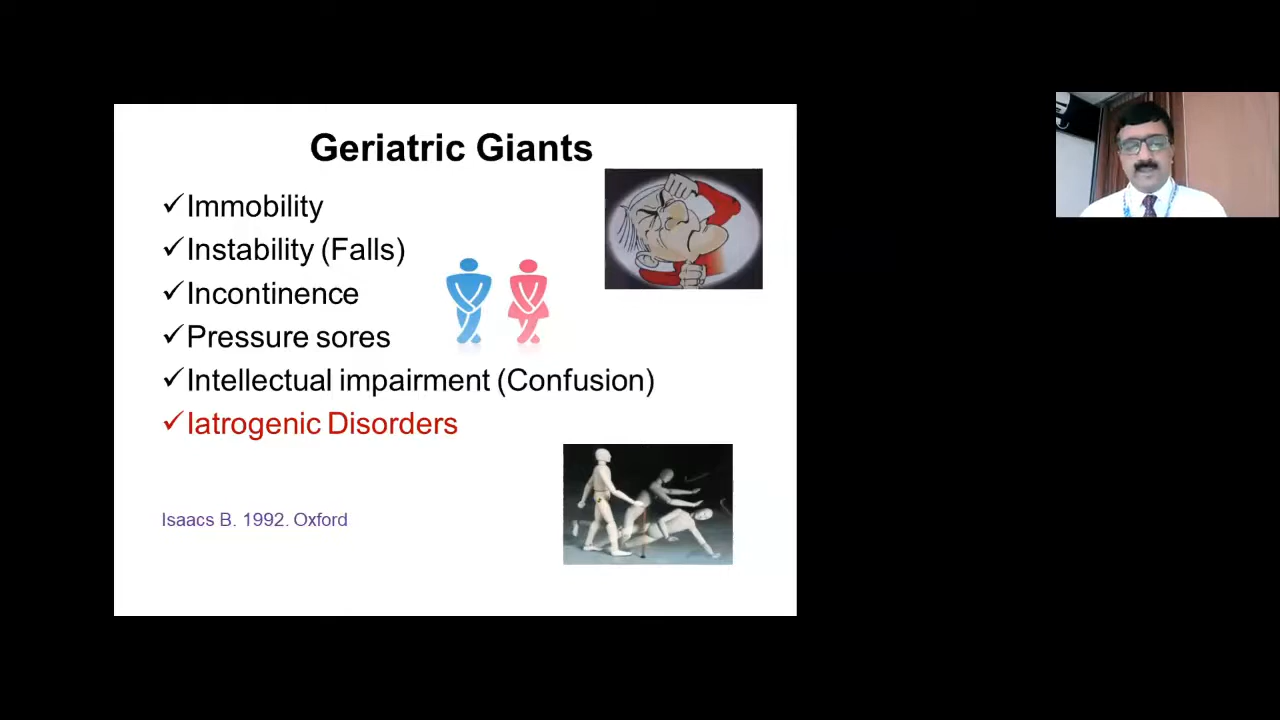 Geriatric Giants
✓Immobility
✓Instability (Falls)
✓Incontinence
✓Pressure sores
✓Intellectual impairment (Confusion)
✓Iatrogenic Disorders
Isaacs B. 1992. Oxford